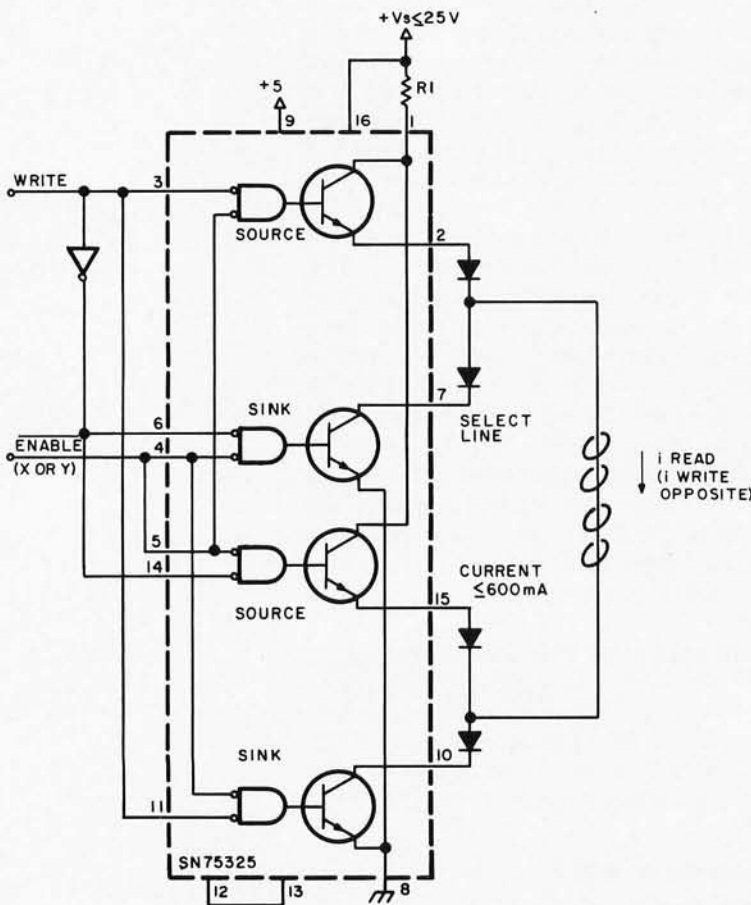 +Vs≤25V
+5
R1
9
16
1
WRITE
3
SOURCE
2
SINK
7
6
SELECT
LINE
ENABLE
(X OR Y)
4
i READ
(i WRITE
OPPOSITE)
5
14
CURRENT
≤600mA
15
SOURCE
SINK
10
11
SN75325
12
13
8